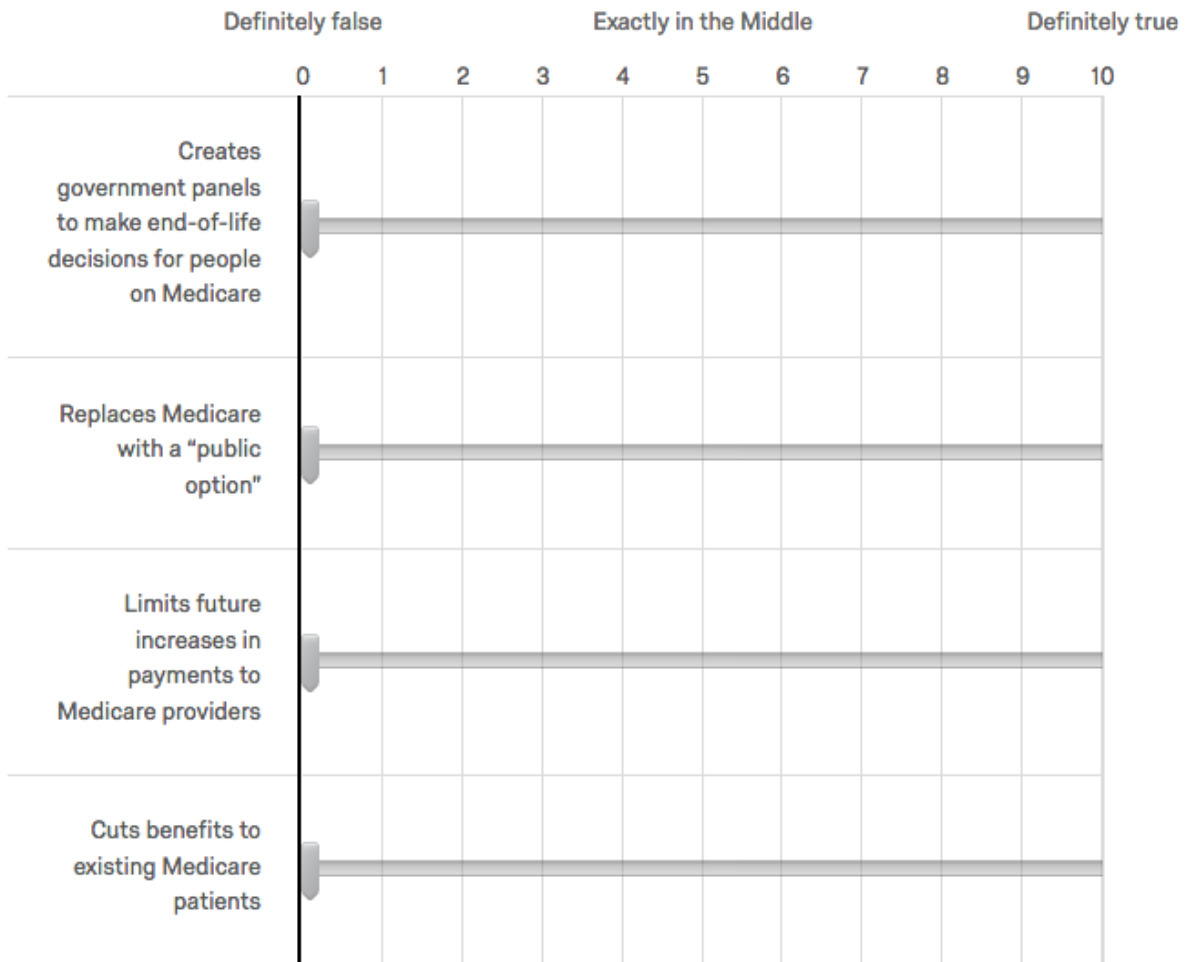 Definitely false Exactly in the Middle Definitely true
0 1 2 3 4 5 6 7 8 9 10
Creates
government panels
to make end-of-life
decisions for people
on Medicare
Replaces Medicare
with a “public
option”
Limits future
increases in
payments to
Medicare providers
Cuts benefits to
existing Medicare
patients